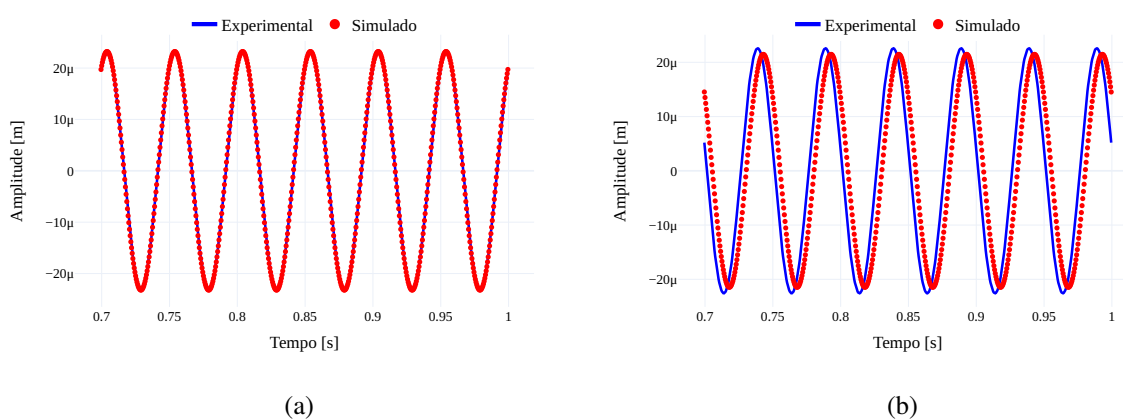 Experimental Simulado
20μ
10μ
0
−10μ
−20μ
Amplitude [m]
0.7 0.75 0.8 0.85 0.9 0.95 1
Tempo [s]
(a)
Experimental Simulado
20μ
10μ
0
−10μ
−20μ
Amplitude [m]
0.7 0.75 0.8 0.85 0.9 0.95 1
Tempo [s]
(b)